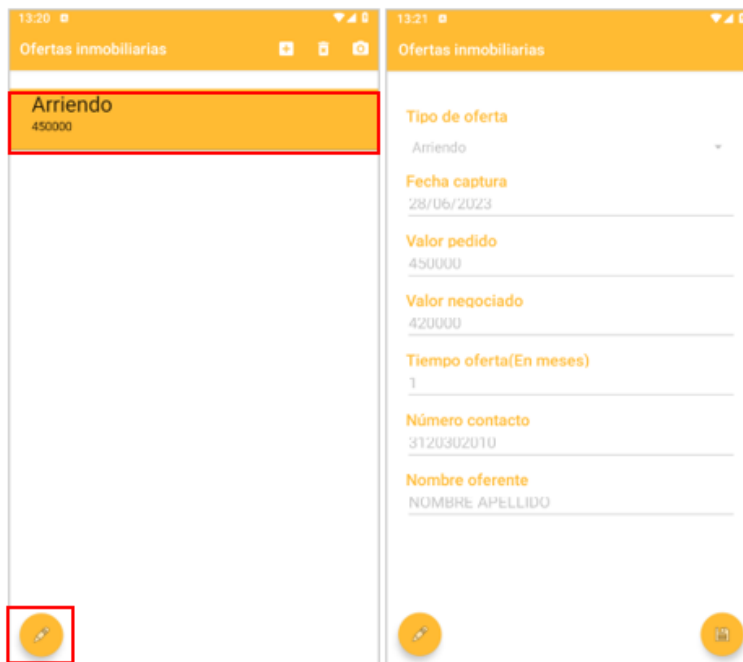 13:20
Ofertas inmobiliarias
Arriendo
450000
13:21
Ofertas inmobiliarias
Tipo de oferta
Arriendo
Fecha captura
28/06/2023
Valor pedido
450000
Valor negociado
420000
Tiempo oferta(En meses)
1
Número contacto
3120302010
Nombre oferente
NOMBRE APELLIDO